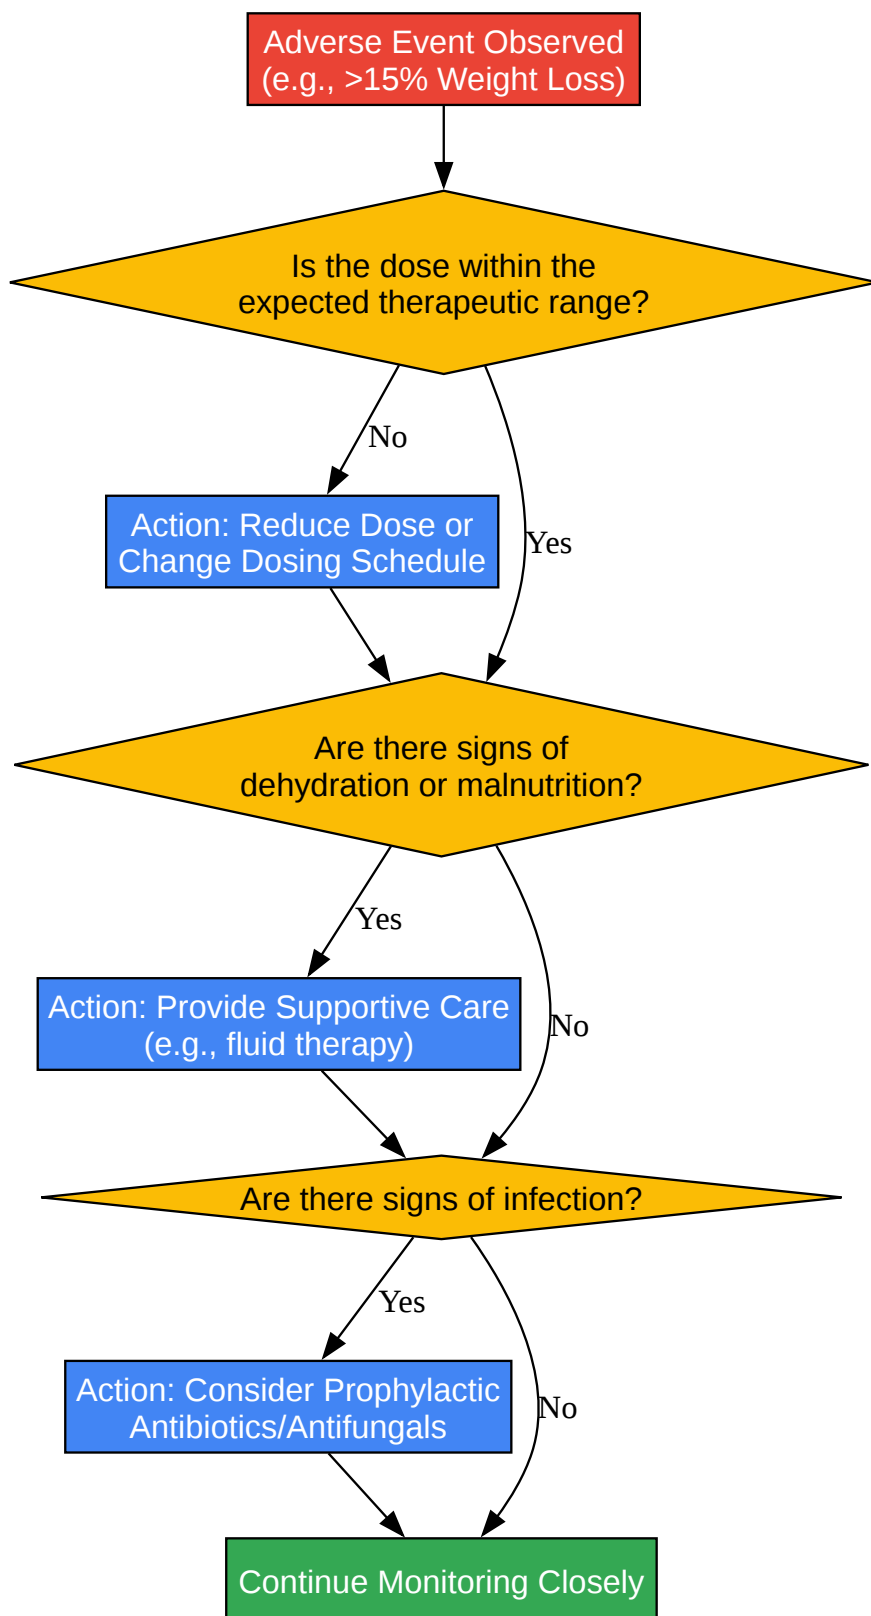 Adverse Event Observed
(e.g., >15% Weight Loss)
Is the dose within the
expected therapeutic range?
No
Action: Reduce Dose or
Change Dosing Schedule
Yes
Are there signs of
dehydration or malnutrition?
Yes
Action: Provide Supportive Care
(e.g., fluid therapy)
No
Are there signs of infection?
Yes
Action: Consider Prophylactic
Antibiotics/Antifungals
No
Continue Monitoring Closely